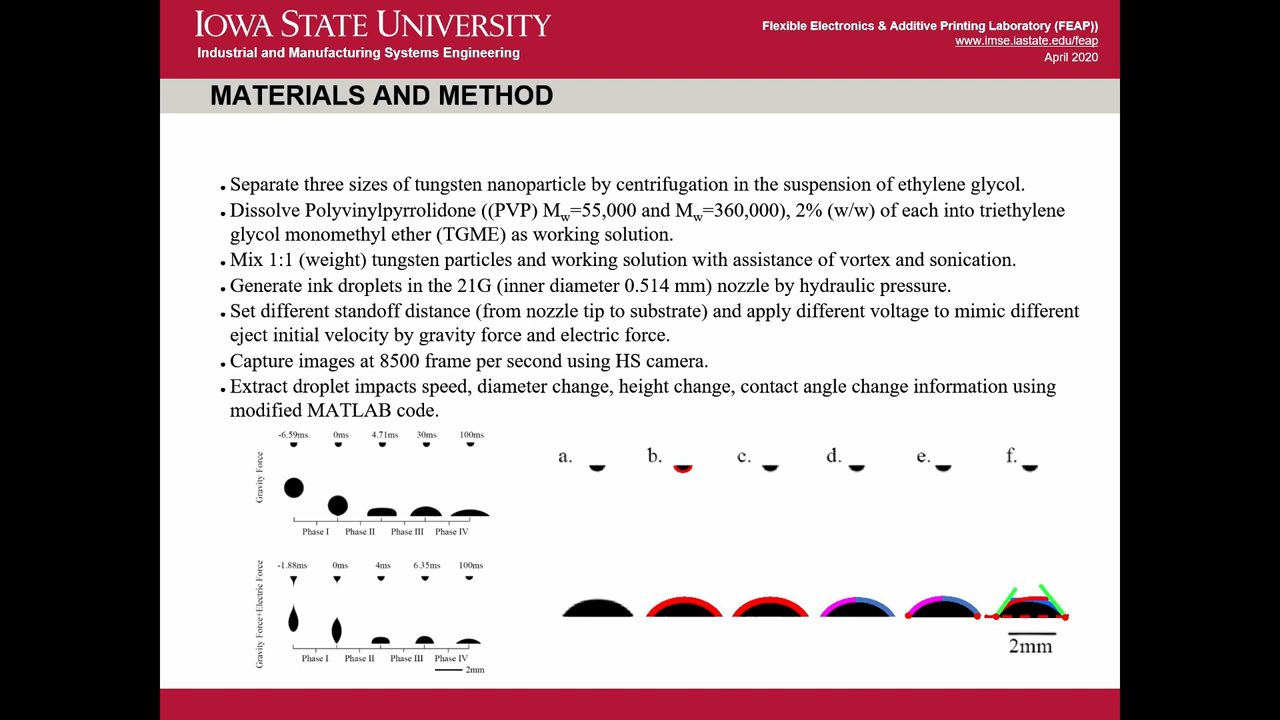 IOWA STATE UNIVERSITY
Industrial and Manufacturing Systems Engineering
Flexible Electronics & Additive Printing Laboratory (FEAP))
www.imse.iastate.edu/feap
April 2020
MATERIALS AND METHOD
• Separate three sizes of tungsten nanoparticle by centrifugation in the suspension of ethylene glycol.
• Dissolve Polyvinylpyrrolidone ((PVP) Mw=55,000 and Mw=360,000), 2% (w/w) of each into triethylene
glycol monomethyl ether (TGME) as working solution.
• Mix 1:1 (weight) tungsten particles and working solution with assistance of vortex and sonication.
• Generate ink droplets in the 21G (inner diameter 0.514 mm) nozzle by hydraulic pressure.
• Set different standoff distance (from nozzle tip to substrate) and apply different voltage to mimic different
eject initial velocity by gravity force and electric force.
• Capture images at 8500 frame per second using HS camera.
• Extract droplet impacts speed, diameter change, height change, contact angle change information using
modified MATLAB code.
-6.59ms 0ms 4.71ms 30ms 100ms
Gravity Force
Phase I Phase II Phase III Phase IV
-1.88ms 0ms 4ms 6.35ms 100ms
Gravity Force+Electric Force
Phase I Phase II Phase III Phase IV
2mm
a. b. c. d. e. f.
2mm